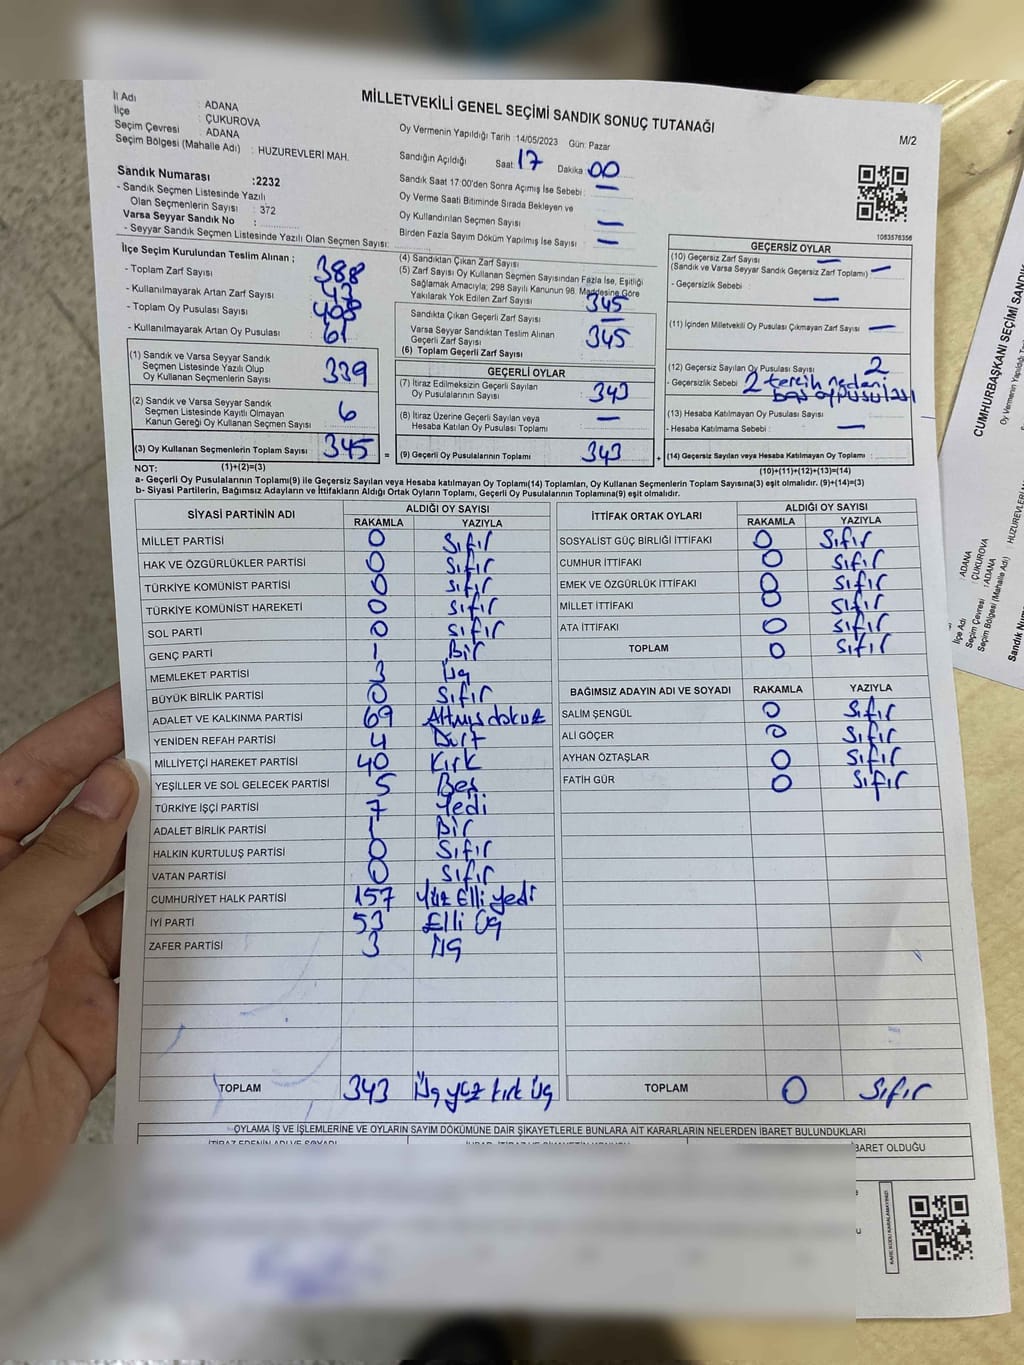 MİLLETVEKİLİ GENEL SEÇİMİ SANDIK SONUÇ TUTANAĞI
M/2
İl Adı : ADANA
İlçe : ÇUKUROVA
Seçim Çevresi : ADANA
Seçim Bölgesi (Mahalle Adı) : HUZUREVLERİ MAH.
Sandık Numarası :2232
- Sandık Seçmen Listesinde Yazılı
Olan Seçmenlerin Sayısı : 372
Varsa Seyyar Sandık No :
- Seyyar Sandık Seçmen Listesinde Yazılı Olan Seçmen Sayısı:
Oy Vermenin Yapıldığı Tarih :14/05/2023 Gün: Pazar
Sandığın Açıldığı Saat: 17 Dakika: 00
Sandık Saat 17:00'den Sonra Açımış İse Sebebi : —
Oy Verme Saati Bitiminde Sırada Bekleyen ve
Oy Kullandırılan Seçmen Sayısı —
Birden Fazla Sayım Döküm Yapılmış İse Sayısı : —
1083576356
İlçe Seçim Kurulundan Teslim Alınan ;
- Toplam Zarf Sayısı 388
- Kullanılmayarak Artan Zarf Sayısı 43
- Toplam Oy Pusulası Sayısı 408
- Kullanılmayarak Artan Oy Pusulası 61
(1) Sandık ve Varsa Seyyar Sandık
Seçmen Listesinde Yazılı Olup
Oy Kullanan Seçmenlerin Sayısı 339
(2) Sandık ve Varsa Seyyar Sandık
Seçmen Listesinde Kayıtlı Olmayan
Kanun Gereği Oy Kullanan Seçmen Sayısı 6
(3) Oy Kullanan Seçmenlerin Toplam Sayısı 345 =
(4) Sandıktan Çıkan Zarf Sayısı
(5) Zarf Sayısı Oy Kullanan Seçmen Sayısından Fazla İse, Eşitliği
Sağlamak Amacıyla; 298 Sayılı Kanunun 98. Maddesine Göre
Yakılarak Yok Edilen Zarf Sayısı 345
Sandıkta Çıkan Geçerli Zarf Sayısı —
Varsa Seyyar Sandıktan Teslim Alınan
Geçerli Zarf Sayısı 345
(6) Toplam Geçerli Zarf Sayısı :
GEÇERLİ OYLAR
(7) İtiraz Edilmeksizin Geçerli Sayılan
Oy Pusulalarının Sayısı 343
(8) İtiraz Üzerine Geçerli Sayılan veya
Hesaba Katılan Oy Pusulası Toplamı —
(9) Geçerli Oy Pusulalarının Toplamı 343 +
GEÇERSİZ OYLAR
(10) Geçersiz Zarf Sayısı —
(Sandık ve Varsa Seyyar Sandık Geçersiz Zarf Toplamı) —
- Geçersizlik Sebebi : —
(11) İçinden Milletvekili Oy Pusulası Çıkmayan Zarf Sayısı —
(12) Geçersiz Sayılan Oy Pusulası Sayısı 2
- Geçersizlik Sebebi 2 tercih nedeni
boş oy pusulası
(13) Hesaba Katılmayan Oy Pusulası Sayısı
- Hesaba Katılmama Sebebi : —
(14) Geçersiz Sayılan veya Hesaba Katılmayan Oy Toplamı :
NOT: (1)+(2)=(3) (10)+(11)+(12)+(13)=(14)
a- Geçerli Oy Pusulalarının Toplamı(9) ile Geçersiz Sayılan veya Hesaba katılmayan Oy Toplamı(14) Toplamları, Oy Kullanan Seçmenlerin Toplam Sayısına(3) eşit olmalıdır. (9)+(14)=(3)
b- Siyasi Partilerin, Bağımsız Adayların ve İttifakların Aldığı Ortak Oyların Toplamı, Geçerli Oy Pusulalarının Toplamına(9) eşit olmalıdır.
SİYASİ PARTİNİN ADI ALDIĞI OY SAYISI
RAKAMLA YAZIYLA
MİLLET PARTİSİ 0 Sıfır
HAK VE ÖZGÜRLÜKLER PARTİSİ 0 Sıfır
TÜRKİYE KOMÜNİST PARTİSİ 0 Sıfır
TÜRKİYE KOMÜNİST HAREKETİ 0 Sıfır
SOL PARTİ 0 Sıfır
GENÇ PARTİ 1 Bir
MEMLEKET PARTİSİ 3 Üç
BÜYÜK BİRLİK PARTİSİ 0 Sıfır
ADALET VE KALKINMA PARTİSİ 69 Altmış dokuz
YENİDEN REFAH PARTİSİ 4 Dört
MİLLİYETÇİ HAREKET PARTİSİ 40 Kırk
YEŞİLLER VE SOL GELECEK PARTİSİ 5 Beş
TÜRKİYE İŞÇİ PARTİSİ 7 Yedi
ADALET BİRLİK PARTİSİ 1 Bir
HALKIN KURTULUŞ PARTİSİ 0 Sıfır
VATAN PARTİSİ 0 Sıfır
CUMHURİYET HALK PARTİSİ 157 Yüz Elli yedi
İYİ PARTİ 53 Elli Üç
ZAFER PARTİSİ 3 Üç
TOPLAM 343 Üç yüz kırk Üç
İTTİFAK ORTAK OYLARI ALDIĞI OY SAYISI
RAKAMLA YAZIYLA
SOSYALİST GÜÇ BİRLİĞİ İTTİFAKI 0 Sıfır
CUMHUR İTTİFAKI 0 Sıfır
EMEK VE ÖZGÜRLÜK İTTİFAKI 0 Sıfır
MİLLET İTTİFAKI 0 Sıfır
ATA İTTİFAKI 0 Sıfır
TOPLAM 0 Sıfır
BAĞIMSIZ ADAYIN ADI VE SOYADI RAKAMLA YAZIYLA
SALİM ŞENGÜL 0 Sıfır
ALİ GÖÇER 0 Sıfır
AYHAN ÖZTAŞLAR 0 Sıfır
FATİH GÜR 0 Sıfır
TOPLAM 0 Sıfır
OYLAMA İŞ VE İŞLEMLERİNE VE OYLARIN SAYIM DÖKÜMÜNE DAİR ŞİKAYETLERLE BUNLARA AİT KARARLARIN NELERDEN İBARET BULUNDUKLARI
İTİRAZ EDENİN ADI VE SOYADI
BARET OLDUĞU
KARE KODU KARALAMAYINIZ!
CUMHURBAŞKANI SEÇİMİ SANDIK
Oy Vermenin Yapıldığı
İl Adı : ADANA
İlçe : ÇUKUROVA
Seçim Çevresi : ADANA
Seçim Bölgesi (Mahalle Adı) : HUZUREVLERİ